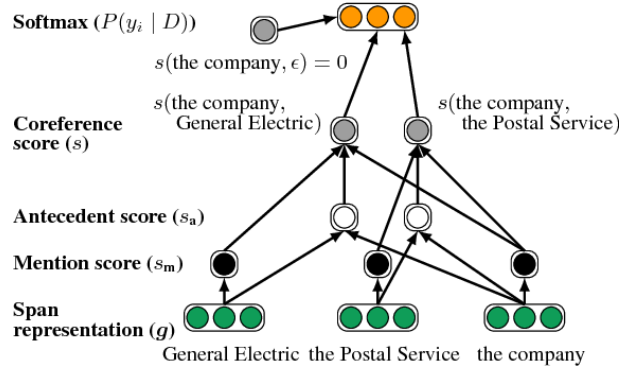 Softmax (P(y_i | D))
s(the company, ϵ) = 0
s(the company,
General Electric)
s(the company,
the Postal Service)
Coreference
score (s)
Antecedent score (s_a)
Mention score (s_m)
Span
representation (g)
General Electric the Postal Service the company